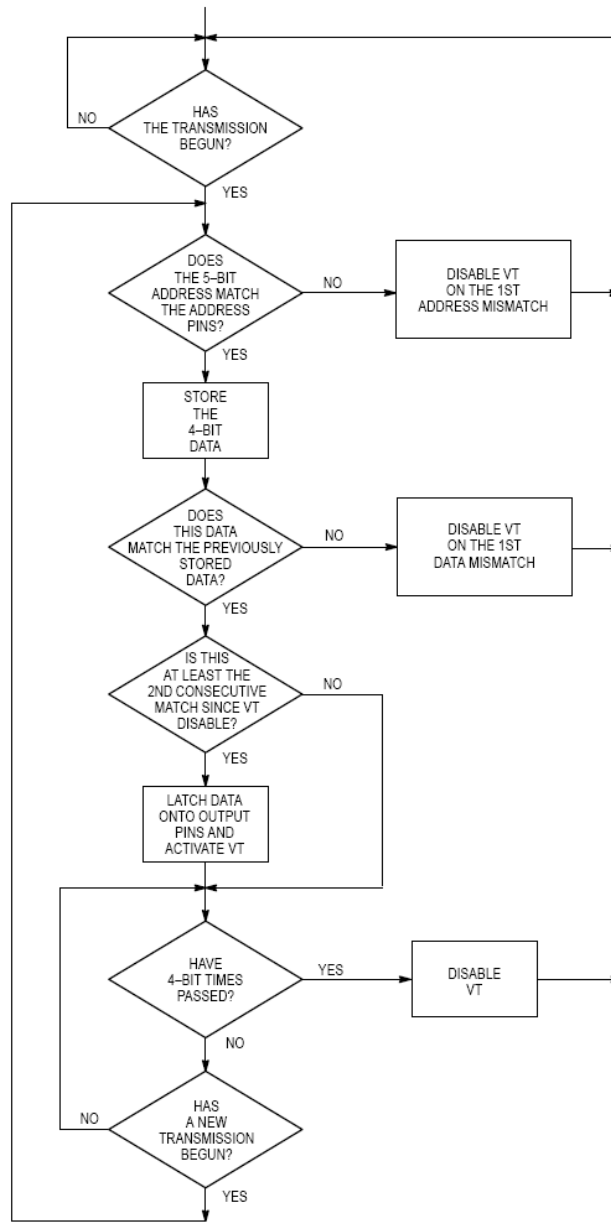 NO
HAS
THE TRANSMISSION
BEGUN?
YES
DOES
THE 5–BIT
ADDRESS MATCH
THE ADDRESS
PINS?
NO
DISABLE VT
ON THE 1ST
ADDRESS MISMATCH
YES
STORE
THE
4–BIT
DATA
DOES
THIS DATA
MATCH THE PREVIOUSLY
STORED
DATA?
NO
DISABLE VT
ON THE 1ST
DATA MISMATCH
YES
IS THIS
AT LEAST THE
2ND CONSECUTIVE
MATCH SINCE VT
DISABLE?
NO
YES
LATCH DATA
ONTO OUTPUT
PINS AND
ACTIVATE VT
HAVE
4–BIT TIMES
PASSED?
YES
DISABLE
VT
NO
NO
HAS
A NEW
TRANSMISSION
BEGUN?
YES